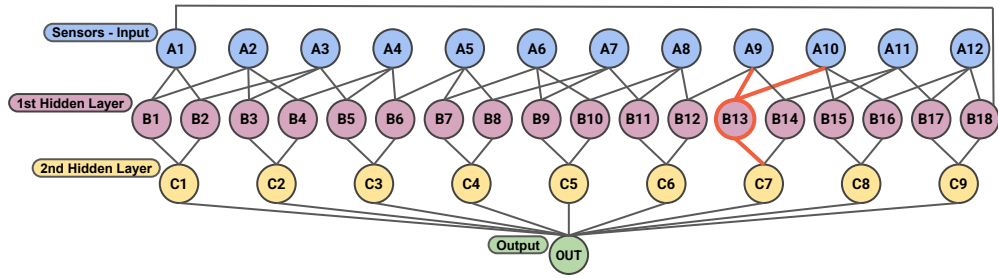 Sensors - Input
A1 A2 A3 A4 A5 A6 A7 A8 A9 A10 A11 A12
1st Hidden Layer
B1 B2 B3 B4 B5 B6 B7 B8 B9 B10 B11 B12 B13 B14 B15 B16 B17 B18
2nd Hidden Layer
C1 C2 C3 C4 C5 C6 C7 C8 C9
Output
OUT